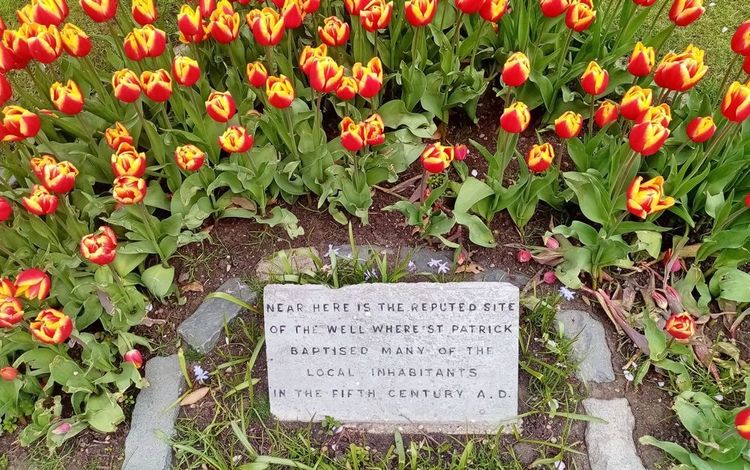 NEAR HERE IS THE REPUTED SITE
OF THE WELL WHERE ST PATRICK
BAPTISED MANY OF THE
LOCAL INHABITANTS
IN THE FIFTH CENTURY A.D.